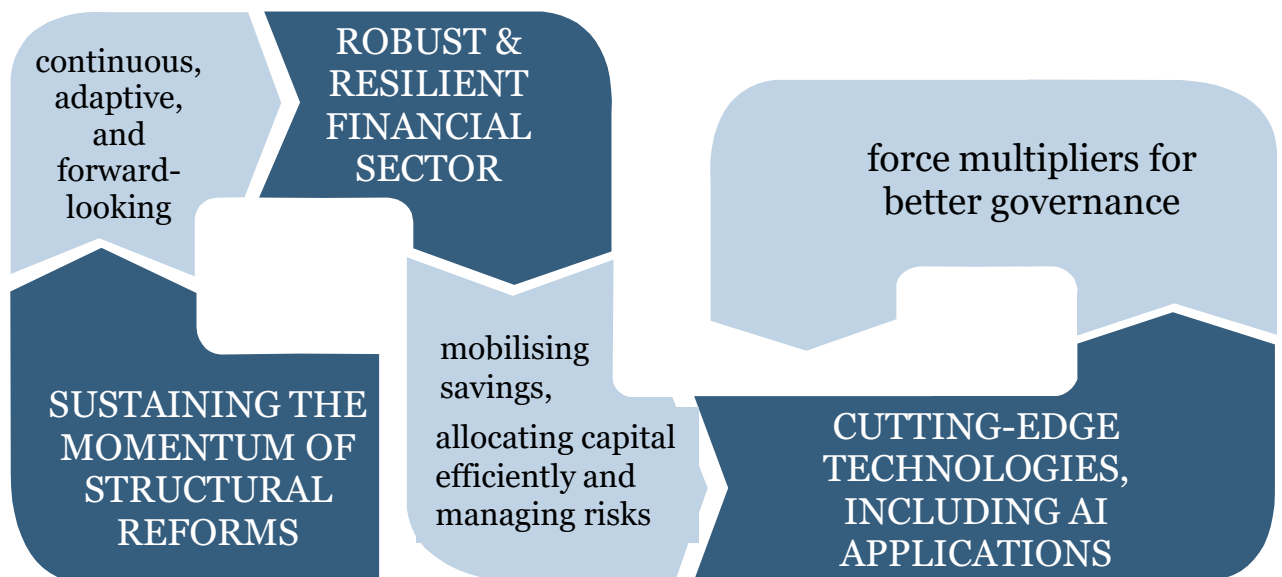 continuous,
adaptive,
and
forward-
looking
ROBUST &
RESILIENT
FINANCIAL
SECTOR
force multipliers for
better governance
SUSTAINING THE
MOMENTUM OF
STRUCTURAL
REFORMS
mobilising
savings,
allocating capital
efficiently and
managing risks
CUTTING-EDGE
TECHNOLOGIES,
INCLUDING AI
APPLICATIONS